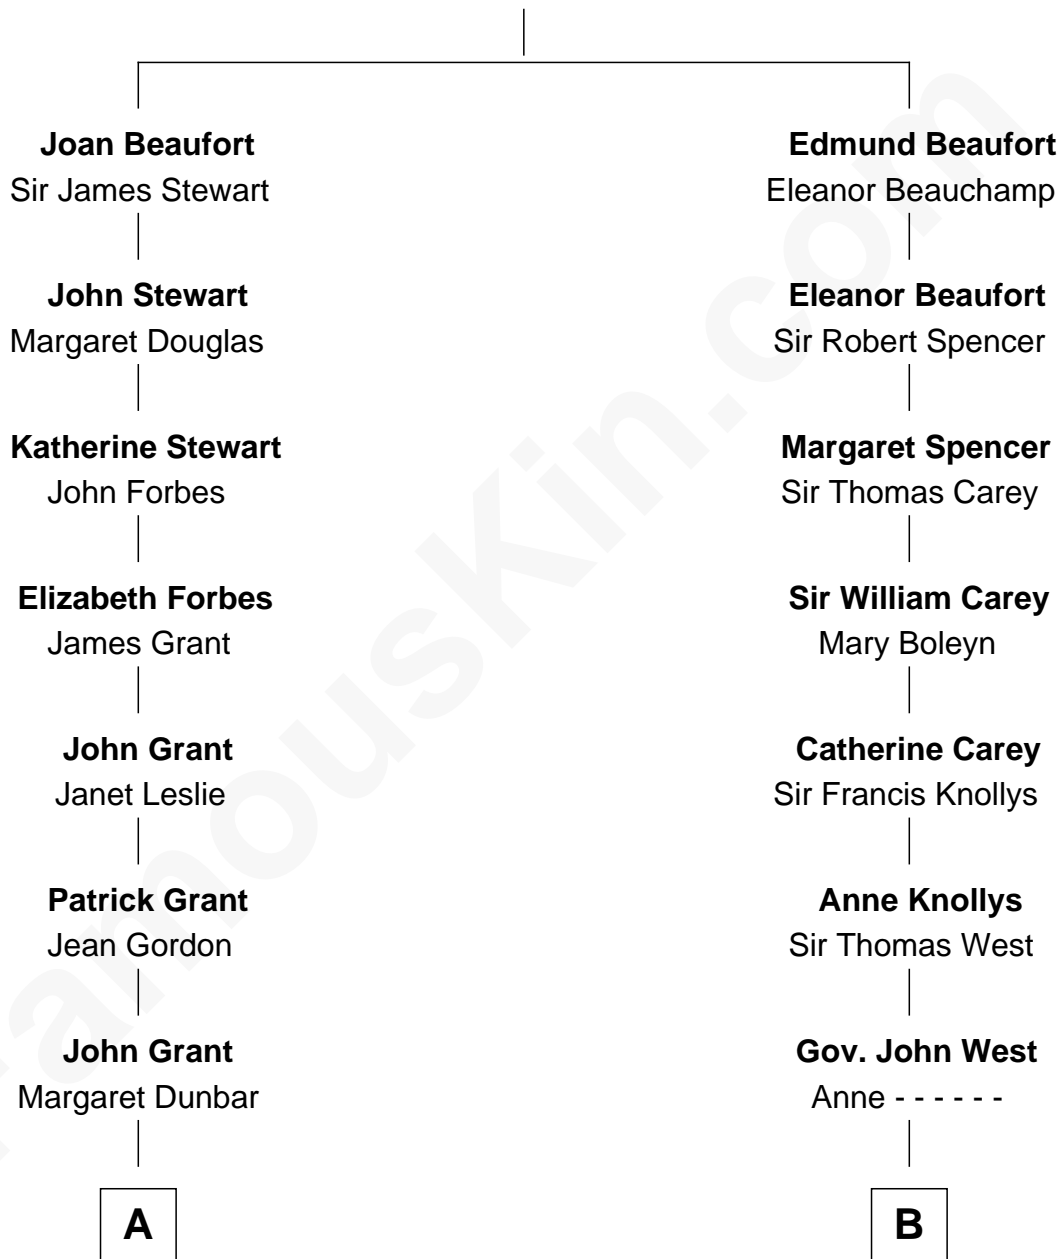 Joan Beaufort
Sir James Stewart
John Stewart
Margaret Douglas
Katherine Stewart
John Forbes
Elizabeth Forbes
James Grant
John Grant
Janet Leslie
Patrick Grant
Jean Gordon
John Grant
Margaret Dunbar
A
Edmund Beaufort
Eleanor Beauchamp
Eleanor Beaufort
Sir Robert Spencer
Margaret Spencer
Sir Thomas Carey
Sir William Carey
Mary Boleyn
Catherine Carey
Sir Francis Knollys
Anne Knollys
Sir Thomas West
Gov. John West
Anne - - - - - -
B
FamousKin.com